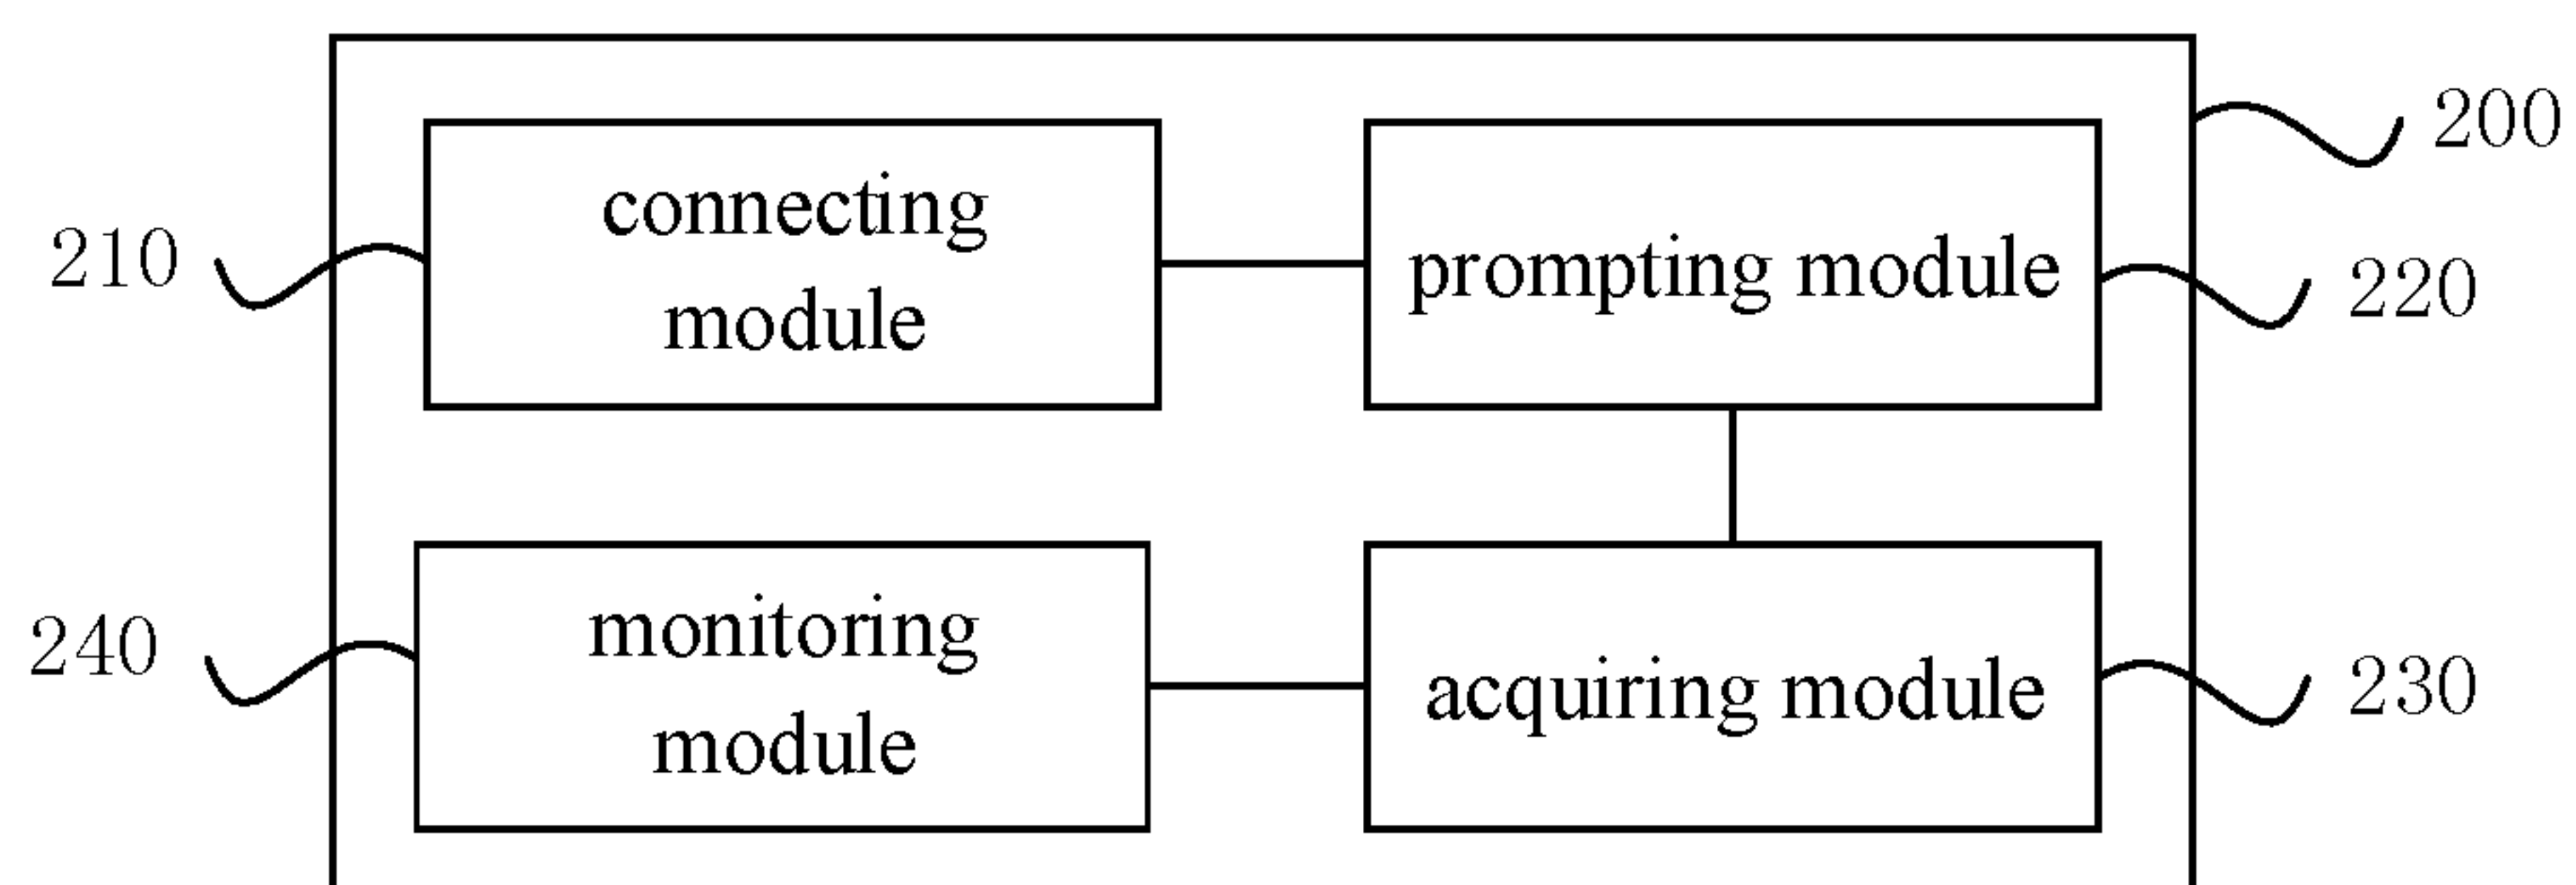 200
210
connecting
module
prompting module
220
240
monitoring
module
acquiring module
230